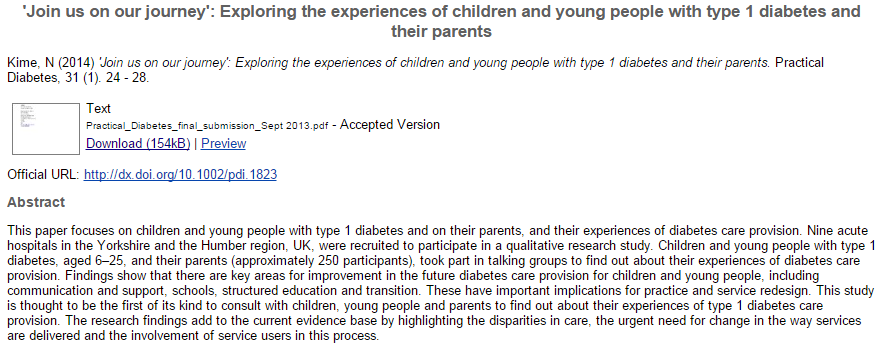 'Join us on our journey': Exploring the experiences of children and young people with type 1 diabetes and
their parents
Kime, N (2014) 'Join us on our journey': Exploring the experiences of children and young people with type 1 diabetes and their parents. Practical
Diabetes, 31 (1). 24 - 28.
Text
Practical_Diabetes_final_submission_Sept 2013.pdf - Accepted Version
Download (154kB) | Preview
Official URL: http://dx.doi.org/10.1002/pdi.1823
Abstract
This paper focuses on children and young people with type 1 diabetes and on their parents, and their experiences of diabetes care provision. Nine acute
hospitals in the Yorkshire and the Humber region, UK, were recruited to participate in a qualitative research study. Children and young people with type 1
diabetes, aged 6–25, and their parents (approximately 250 participants), took part in talking groups to find out about their experiences of diabetes care
provision. Findings show that there are key areas for improvement in the future diabetes care provision for children and young people, including
communication and support, schools, structured education and transition. These have important implications for practice and service redesign. This study
is thought to be the first of its kind to consult with children, young people and parents to find out about their experiences of type 1 diabetes care
provision. The research findings add to the current evidence base by highlighting the disparities in care, the urgent need for change in the way services
are delivered and the involvement of service users in this process.